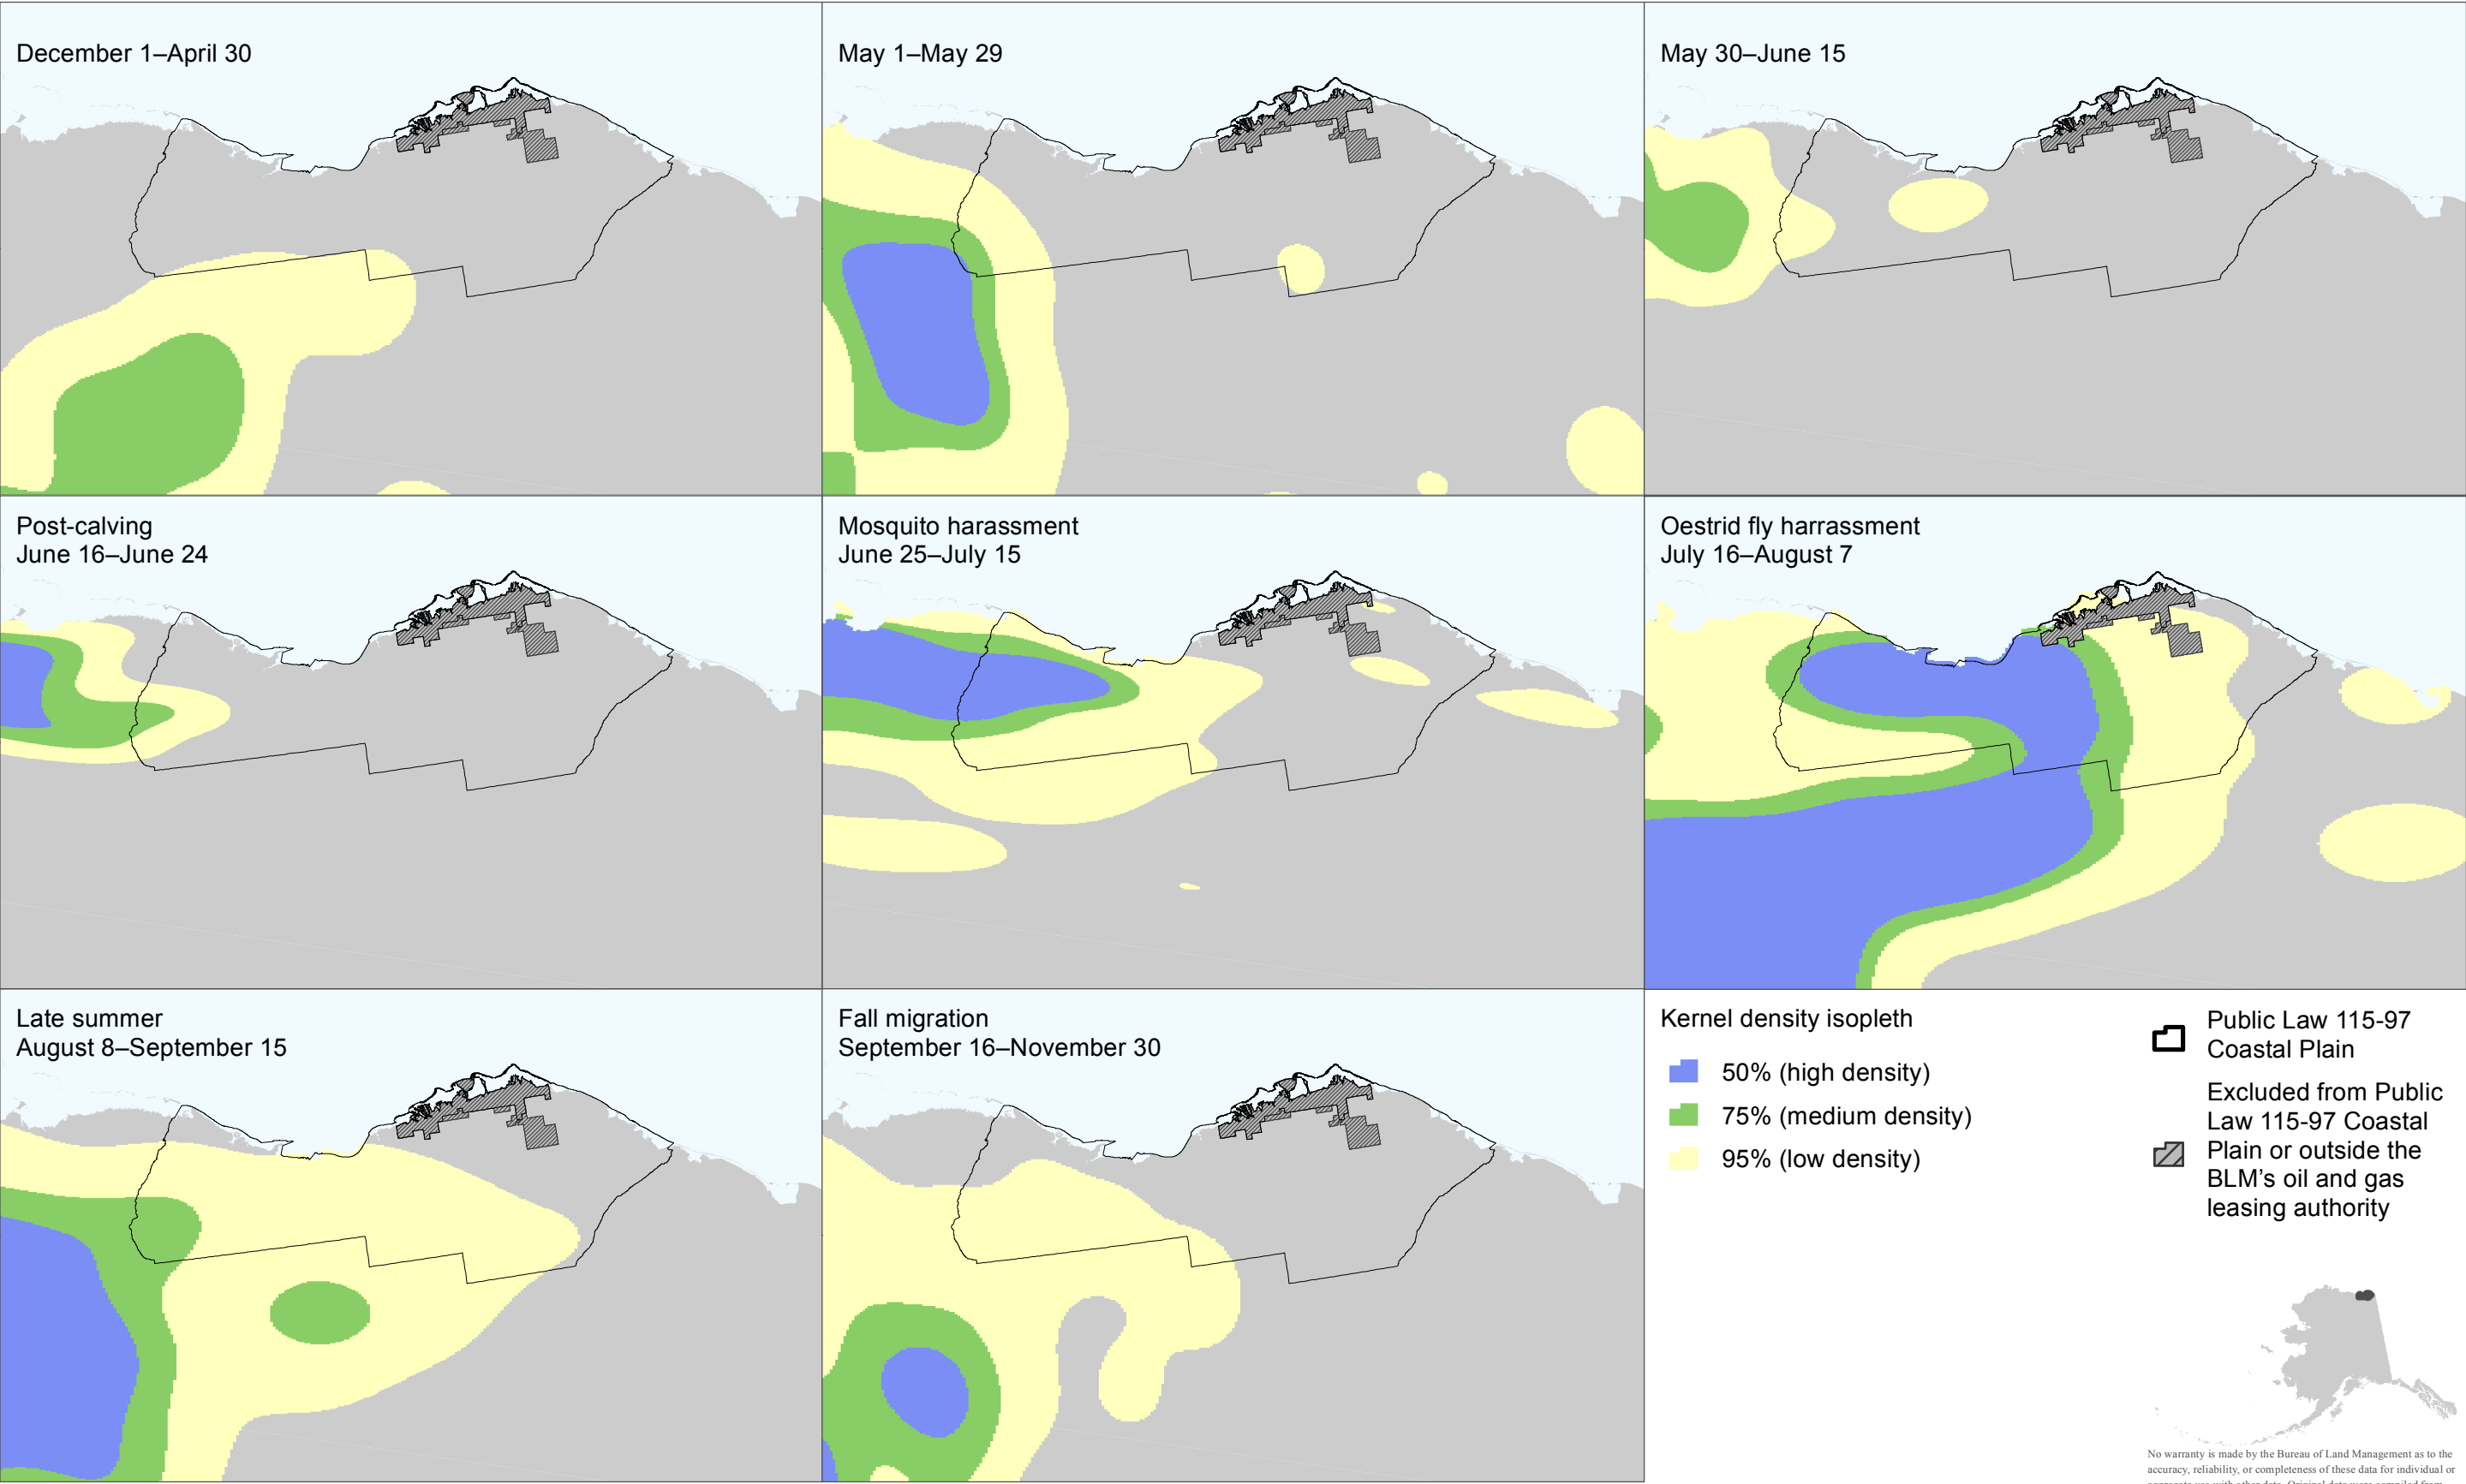 December 1–April 30
May 1–May 29
May 30–June 15
Post-calving
June 16–June 24
Mosquito harassment
June 25–July 15
Oestrid fly harrassment
July 16–August 7
Late summer
August 8–September 15
Fall migration
September 16–November 30
Kernel density isopleth
50% (high density)
75% (medium density)
95% (low density)
Public Law 115-97
Coastal Plain
Excluded from Public
Law 115-97 Coastal
Plain or outside the
BLM's oil and gas
leasing authority
No warranty is made by the Bureau of Land Management as to the
accuracy, reliability, or completeness of these data for individual or